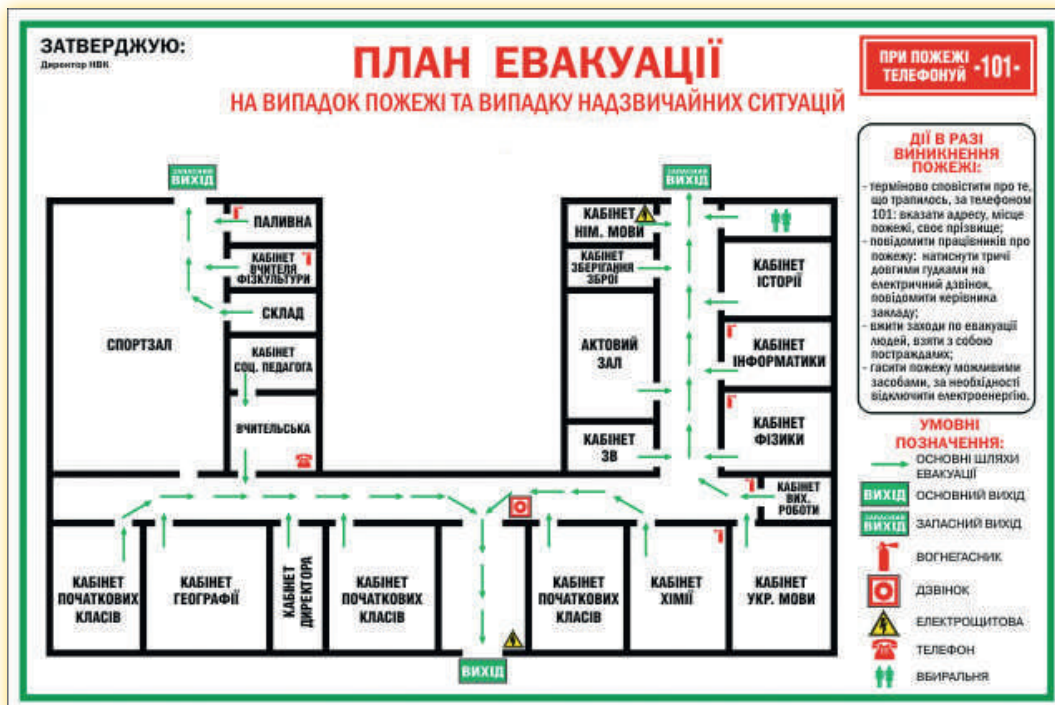 ЗАТВЕРДЖУЮ:
Директор НВК
ПЛАН ЕВАКУАЦІЇ
НА ВИПАДОК ПОЖЕЖІ ТА ВИПАДКУ НАДЗВИЧАЙНИХ СИТУАЦІЙ
ПРИ ПОЖЕЖІ
ТЕЛЕФОНУЙ
-101-
ДІЇ В РАЗІ
ВИНИКНЕННЯ
ПОЖЕЖІ:
- терміново сповістити про те,
що трапилось, за телефоном
101: вказати адресу, місце
пожежі, своє прізвище;
- повідомити працівників про
пожежу: натиснути тричі
довгими гудками на
електричний дзвінок,
повідомити керівника
закладу;
- вжити заходи по евакуації
людей, взяти з собою
постраждалих;
- гасити пожежу можливими
засобами, за необхідності
відключити електроенергію.
УМОВНІ
ПОЗНАЧЕННЯ:
ОСНОВНІ ШЛЯХИ
ЕВАКУАЦІЇ
ВИХІД
ОСНОВНИЙ ВИХІД
ЗАПАСНИЙ
ВИХІД
ЗАПАСНИЙ ВИХІД
ВОГНЕГАСНИК
ДЗВІНОК
ЕЛЕКТРОЩИТОВА
ТЕЛЕФОН
ВБИРАЛЬНЯ
ЗАПАСНИЙ
ВИХІД
СПОРТЗАЛ
ПАЛИВНА
КАБІНЕТ
ВЧИТЕЛЯ
ФІЗКУЛЬТУРИ
СКЛАД
КАБІНЕТ
СОЦ. ПЕДАГОГА
ВЧИТЕЛЬСЬКА
ЗАПАСНИЙ
ВИХІД
КАБІНЕТ
НІМ. МОВИ
КАБІНЕТ
ЗБЕРІГАННЯ
ЗБРОЇ
АКТОВИЙ
ЗАЛ
КАБІНЕТ
ЗВ
КАБІНЕТ
ІСТОРІЇ
КАБІНЕТ
ІНФОРМАТИКИ
КАБІНЕТ
ФІЗИКИ
КАБІНЕТ
ВИХ.
РОБОТИ
КАБІНЕТ
ПОЧАТКОВИХ
КЛАСІВ
КАБІНЕТ
ГЕОГРАФІЇ
КАБІНЕТ
ДИРЕКТОРА
КАБІНЕТ
ПОЧАТКОВИХ
КЛАСІВ
КАБІНЕТ
ПОЧАТКОВИХ
КЛАСІВ
КАБІНЕТ
ХІМІЇ
КАБІНЕТ
УКР. МОВИ
ВИХІД